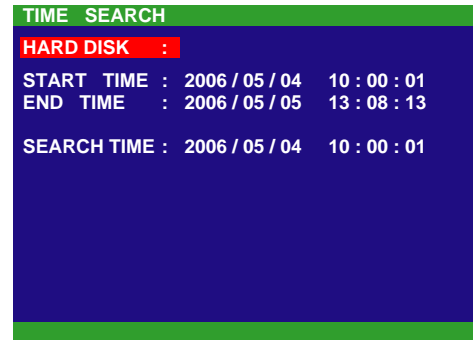 TIME SEARCH
HARD DISK :
START TIME : 2006 / 05 / 04 10 : 00 : 01
END TIME : 2006 / 05 / 05 13 : 08 : 13
SEARCH TIME : 2006 / 05 / 04 10 : 00 : 01